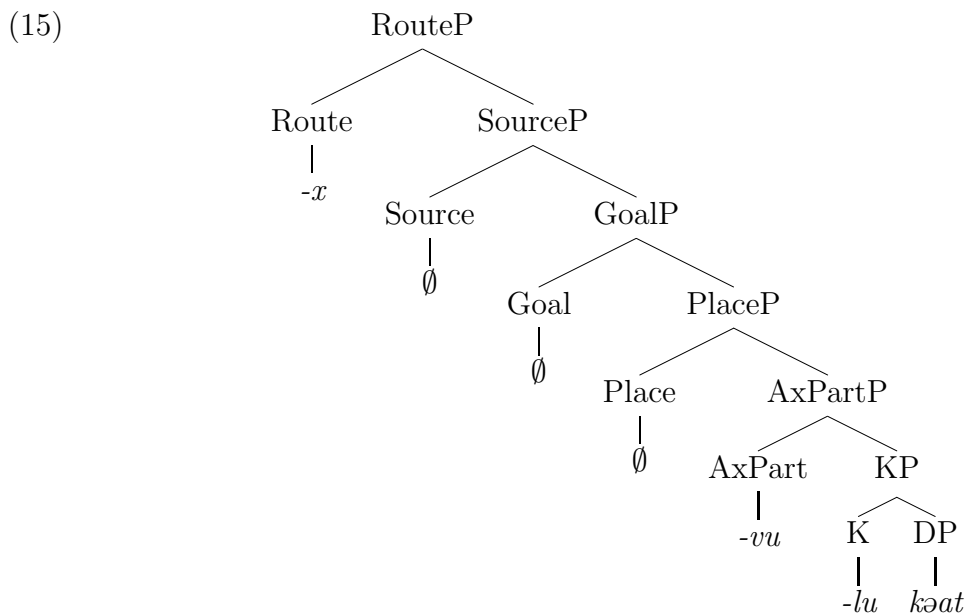 (15) RouteP
Route SourceP
-x
Source GoalP
∅
Goal PlaceP
∅
Place AxPartP
∅
AxPart KP
-vu
K DP
-lu kəat